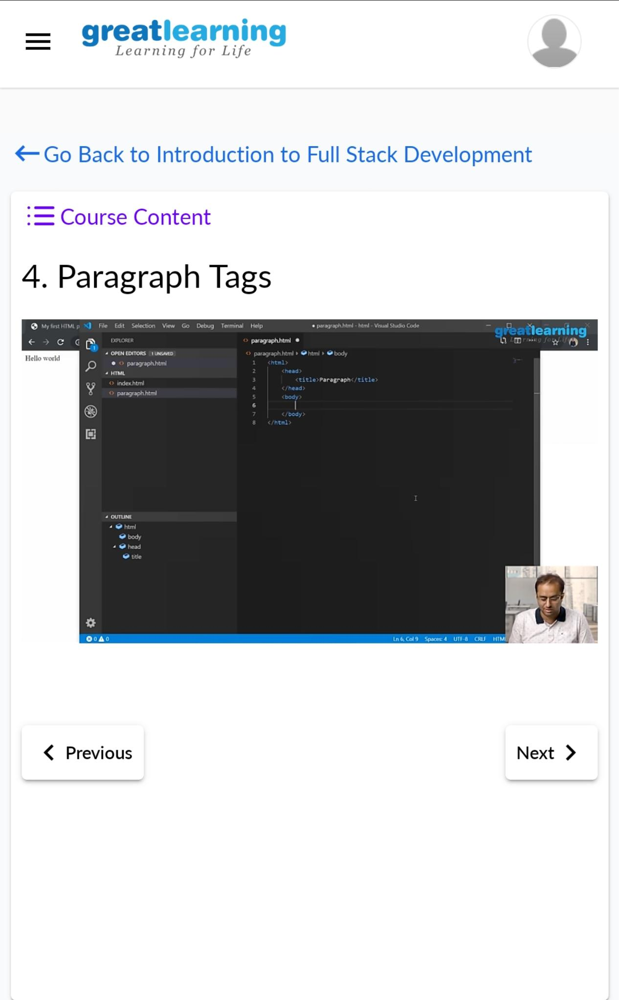 greatlearning
Learning for Life
Go Back to Introduction to Full Stack Development
Course Content
4. Paragraph Tags
My first HTML p
File Edit Selection View Go Debug Terminal Help
● paragraph.html - html - Visual Studio Code
greatlearning
Learning for Life
Hello world
EXPLORER
OPEN EDITORS 1 UNSAVED
paragraph.html
HTML
index.html
paragraph.html
paragraph.html
paragraph.html › html › body
1 <html>
2 <head>
3 <title>Paragraph</title>
4 </head>
5 <body>
6
7 </body>
8 </html>
OUTLINE
html
body
head
title
1
0 0
Ln 6, Col 9 Spaces: 4 UTF-8 CRLF HTM
Previous
Next